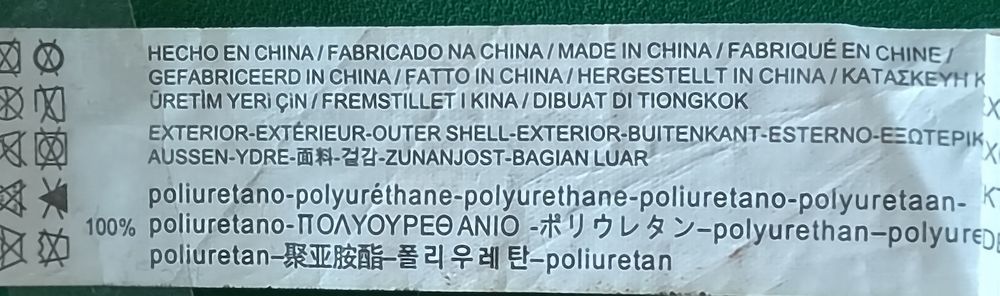 HECHO EN CHINA / FABRICADO NA CHINA / MADE IN CHINA / FABRIQUÉ EN CHINE /
GEFABRICEERD IN CHINA / FATTO IN CHINA / HERGESTELLT IN CHINA / ΚΑΤΑΣΚΕΥΗ Κ
ÜRETİM YERİ ÇİN / FREMSTILLET I KINA / DIBUAT DI TIONGKOK
EXTERIOR-EXTÉRIEUR-OUTER SHELL-EXTERIOR-BUITENKANT-ESTERNO-ΕΞΩΤΕΡΙΚ
AUSSEN-YDRE-面料-겉감-ZUNANJOST-BAGIAN LUAR
poliuretano-polyuréthane-polyurethane-poliuretano-polyuretaan-
100% poliuretano-ΠΟΛΥΟΥΡΕΘΑΝΙΟ -ポリウレタン–polyurethan–polyure
poliuretan–聚亚胺酯–폴리우레탄–poliuretan